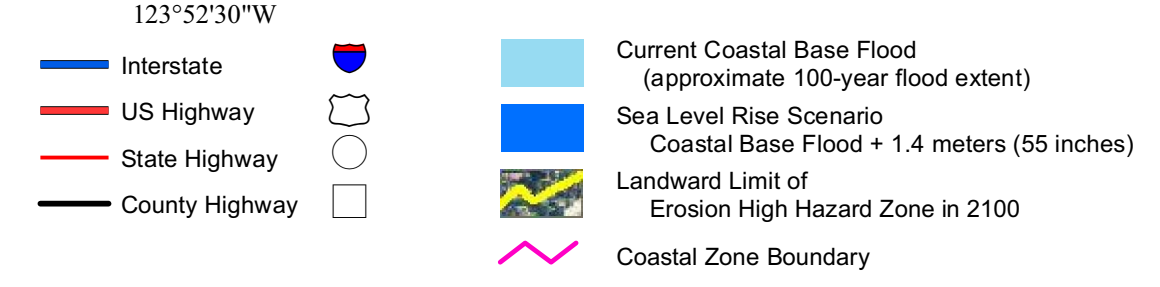 123°52'30"W
Interstate
US Highway
State Highway
County Highway
Current Coastal Base Flood
(approximate 100-year flood extent)
Sea Level Rise Scenario
Coastal Base Flood + 1.4 meters (55 inches)
Landward Limit of
Erosion High Hazard Zone in 2100
Coastal Zone Boundary